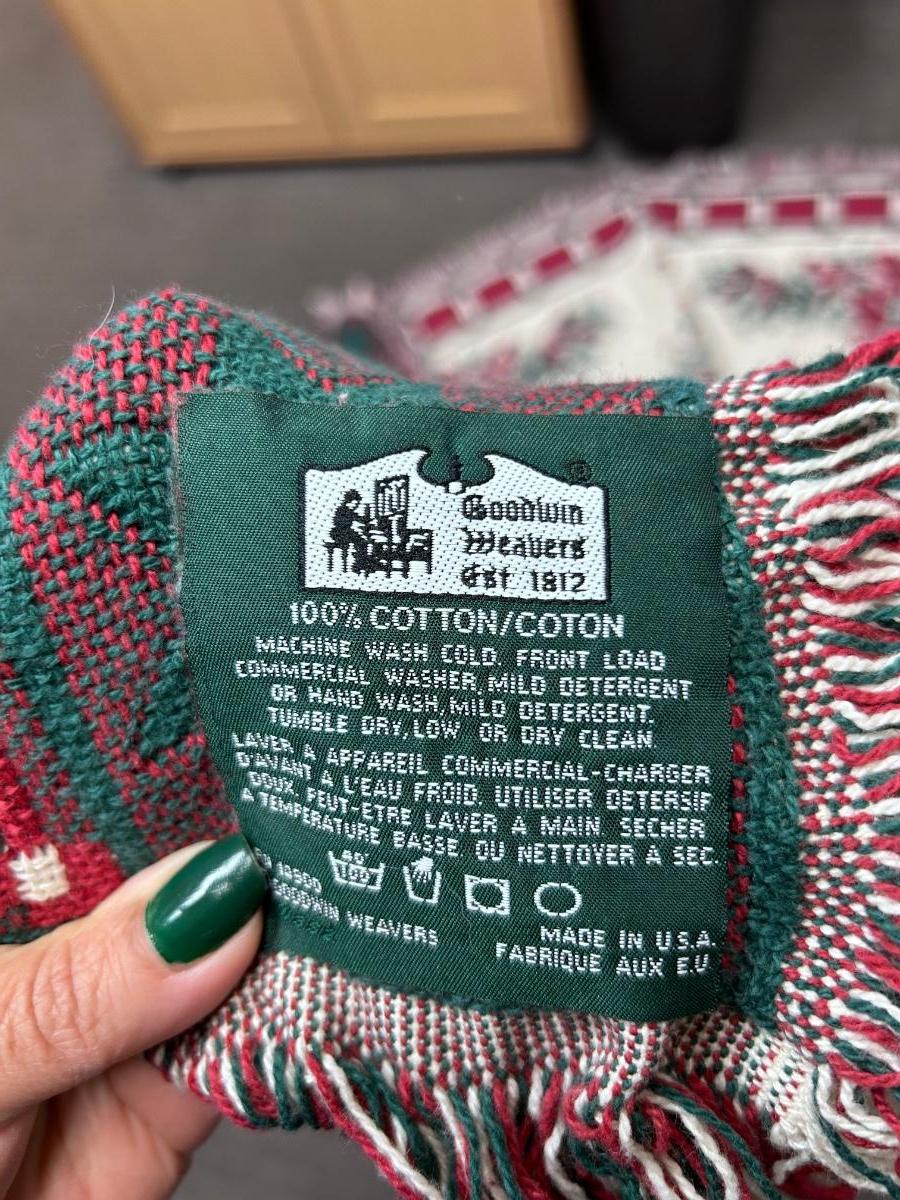 Goodwin
Weavers
Est 1812
®
100% COTTON/COTON
MACHINE WASH COLD. FRONT LOAD
COMMERCIAL WASHER, MILD DETERGENT
OR HAND WASH, MILD DETERGENT.
TUMBLE DRY, LOW OR DRY CLEAN.
LAVER A APPAREIL COMMERCIAL-CHARGER
D'AVANT A L'EAU FROID. UTILISER DETERSIF
DOUX. PEUT-ETRE LAVER A MAIN. SECHER
A TEMPERATURE BASSE. OU NETTOYER A SEC.
GOODWIN WEAVERS
MADE IN U.S.A.
FABRIQUE AUX E.U